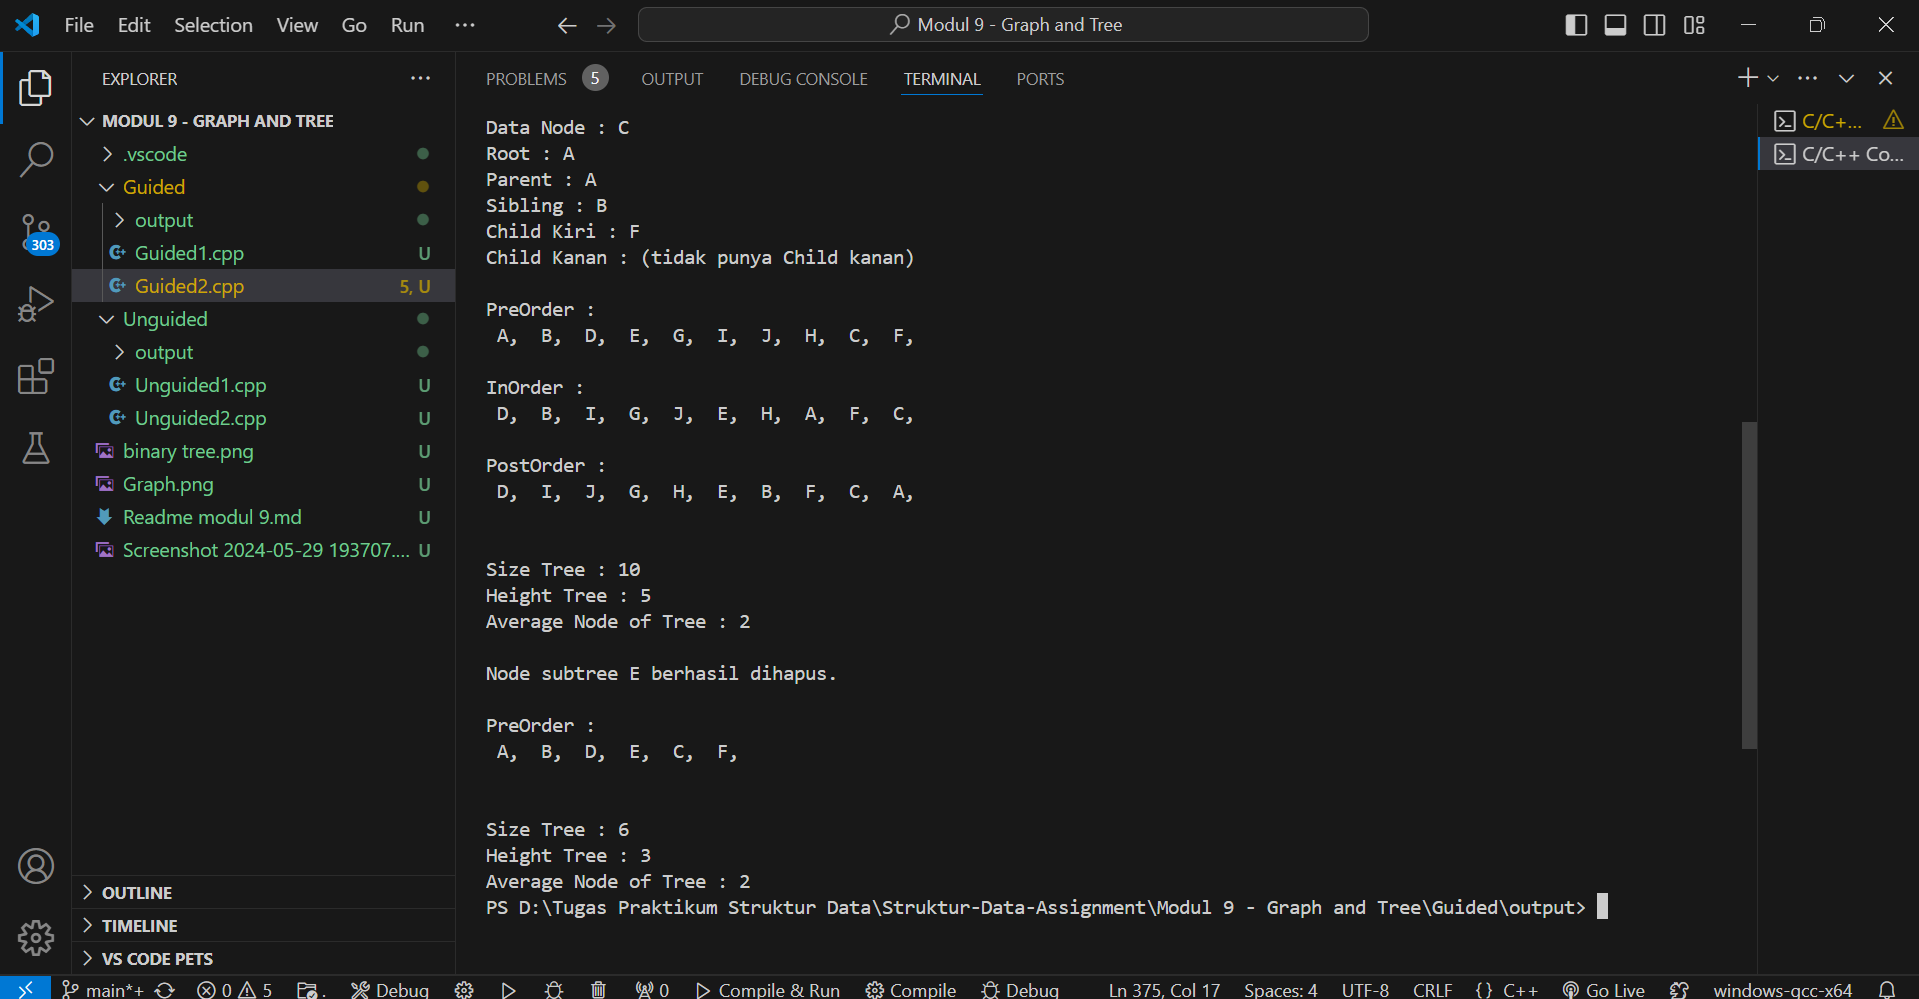 File Edit Selection View Go Run ... Modul 9 - Graph and Tree
EXPLORER ...
MODUL 9 - GRAPH AND TREE
.vscode
Guided
output
303
Guided1.cpp U
Guided2.cpp 5, U
Unguided
output
Unguided1.cpp U
Unguided2.cpp U
binary tree.png U
Graph.png U
Readme modul 9.md U
Screenshot 2024-05-29 193707.... U
OUTLINE
TIMELINE
VS CODE PETS
PROBLEMS 5 OUTPUT DEBUG CONSOLE TERMINAL PORTS
Data Node : C
Root : A
Parent : A
Sibling : B
Child Kiri : F
Child Kanan : (tidak punya Child kanan)
PreOrder :
A, B, D, E, G, I, J, H, C, F,
InOrder :
D, B, I, G, J, E, H, A, F, C,
PostOrder :
D, I, J, G, H, E, B, F, C, A,
Size Tree : 10
Height Tree : 5
Average Node of Tree : 2
Node subtree E berhasil dihapus.
PreOrder :
A, B, D, E, C, F,
Size Tree : 6
Height Tree : 3
Average Node of Tree : 2
PS D:\Tugas Praktikum Struktur Data\Struktur-Data-Assignment\Modul 9 - Graph and Tree\Guided\output>
C/C+...
C/C++ Co...
main*+ 0 5 Debug 0 Compile & Run Compile Debug Ln 375, Col 17 Spaces: 4 UTF-8 CRLF {} C++ Go Live windows-gcc-x64